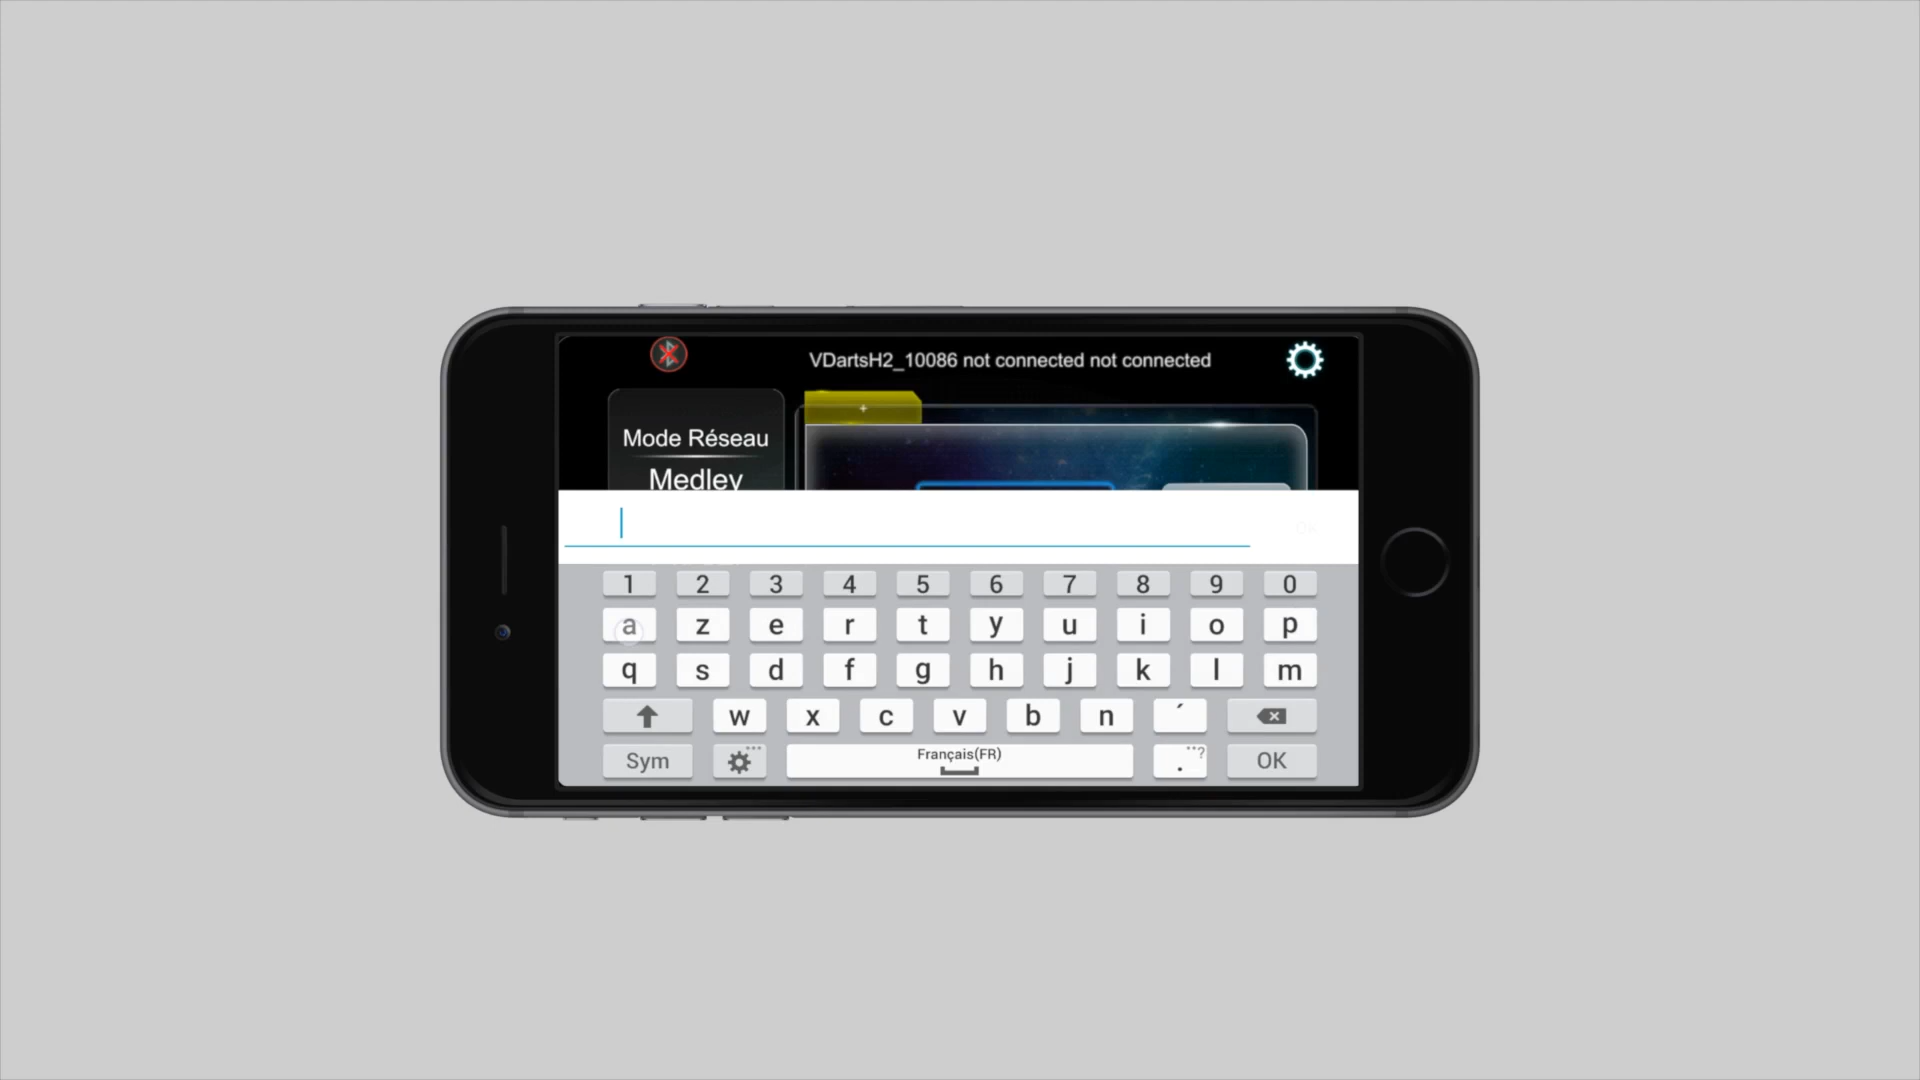 VDartsH2_10086 not connected not connected
Mode Réseau
Medley
1 2 3 4 5 6 7 8 9 0
a z e r t y u i o p
q s d f g h j k l m
w x c v b n ´
Sym Français(FR) . ? OK